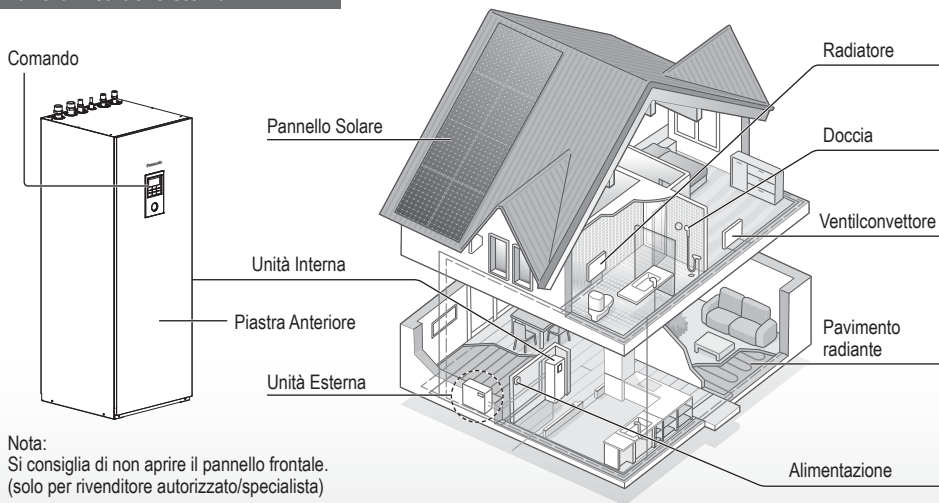 Comando
Pannello Solare
Unità Interna
Piastra Anteriore
Unità Esterna
Nota:
Si consiglia di non aprire il pannello frontale.
(solo per rivenditore autorizzato/specialista)
Radiatore
Doccia
Ventilconvettore
Pavimento
radiante
Alimentazione
Panasonic